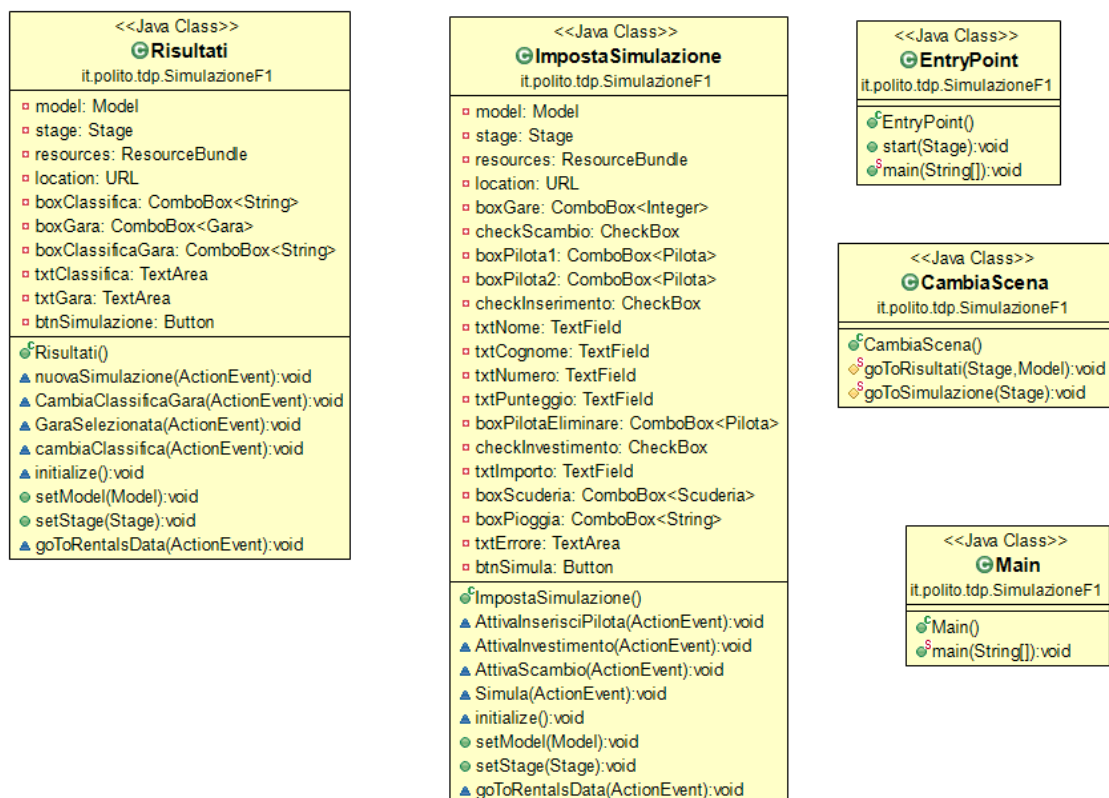 <<Java Class>>
Risultati
it.polito.tdp.SimulazioneF1
model: Model
stage: Stage
resources: ResourceBundle
location: URL
boxClassifica: ComboBox<String>
boxGara: ComboBox<Gara>
boxClassificaGara: ComboBox<String>
txtClassifica: TextArea
txtGara: TextArea
btnSimulazione: Button
Risultati()
nuovaSimulazione(ActionEvent):void
CambiaClassificaGara(ActionEvent):void
GaraSelezionata(ActionEvent):void
cambiaClassifica(ActionEvent):void
initialize():void
setModel(Model):void
setStage(Stage):void
goToRentalsData(ActionEvent):void
<<Java Class>>
ImpostaSimulazione
it.polito.tdp.SimulazioneF1
model: Model
stage: Stage
resources: ResourceBundle
location: URL
boxGare: ComboBox<Integer>
checkScambio: CheckBox
boxPilota1: ComboBox<Pilota>
boxPilota2: ComboBox<Pilota>
checkInserimento: CheckBox
txtNome: TextField
txtCognome: TextField
txtNumero: TextField
txtPunteggio: TextField
boxPilotaEliminare: ComboBox<Pilota>
checkInvestimento: CheckBox
txtImporto: TextField
boxScuderia: ComboBox<Scuderia>
boxPioggia: ComboBox<String>
txtErrore: TextArea
btnSimula: Button
ImpostaSimulazione()
AttivaInserisciPilota(ActionEvent):void
AttivaInvestimento(ActionEvent):void
AttivaScambio(ActionEvent):void
Simula(ActionEvent):void
initialize():void
setModel(Model):void
setStage(Stage):void
goToRentalsData(ActionEvent):void
<<Java Class>>
EntryPoint
it.polito.tdp.SimulazioneF1
EntryPoint()
start(Stage):void
main(String[]):void
<<Java Class>>
CambiaScena
it.polito.tdp.SimulazioneF1
CambiaScena()
goToRisultati(Stage,Model):void
goToSimulazione(Stage):void
<<Java Class>>
Main
it.polito.tdp.SimulazioneF1
Main()
main(String[]):void